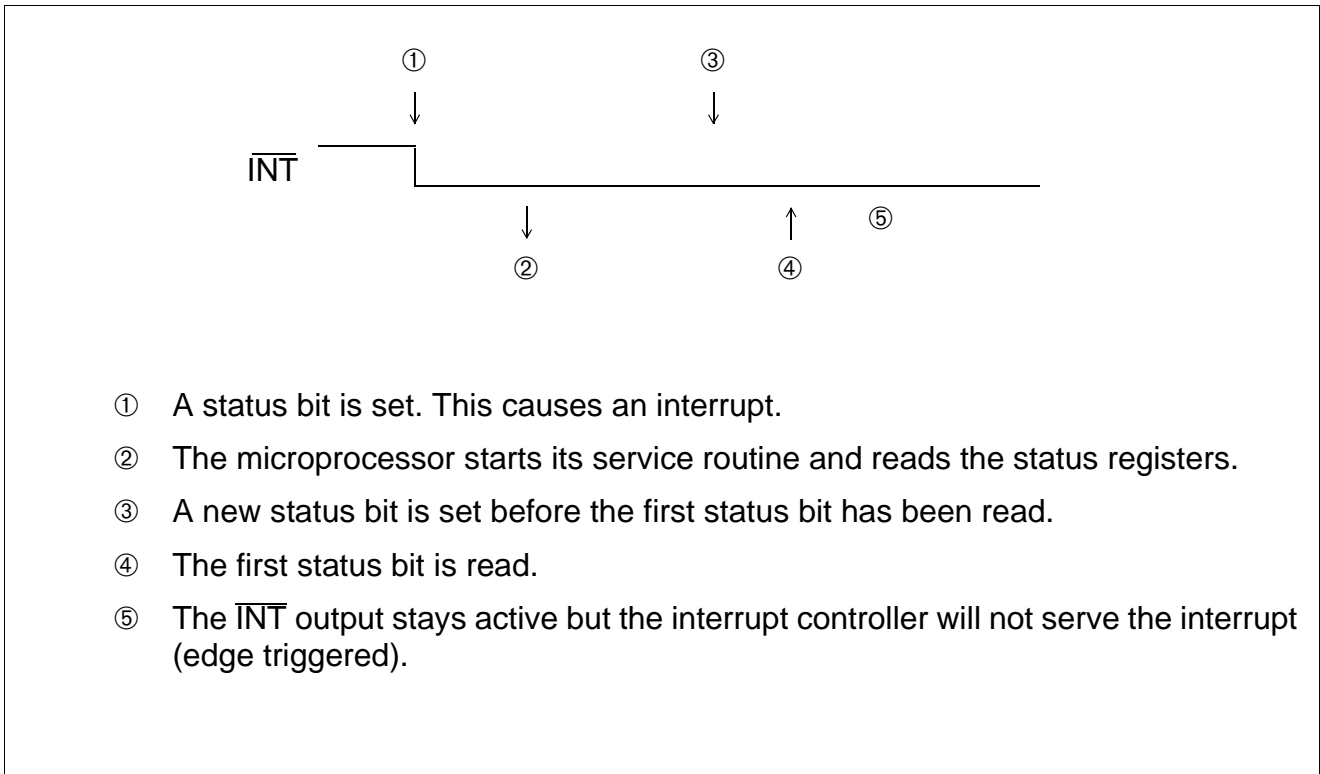 ① ③
I̅N̅T̅
⑤
② ④
① A status bit is set. This causes an interrupt.
② The microprocessor starts its service routine and reads the status registers.
③ A new status bit is set before the first status bit has been read.
④ The first status bit is read.
⑤ The I̅N̅T̅ output stays active but the interrupt controller will not serve the interrupt
(edge triggered).